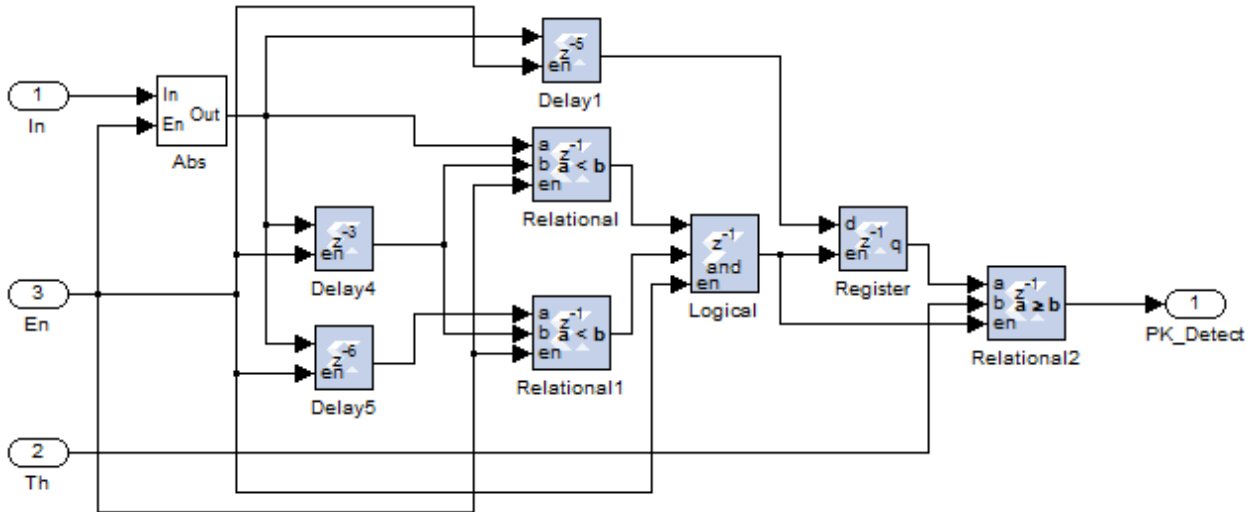 z⁻⁵
en
Delay1
1
In
In
En
Out
Abs
z⁻¹
a
b
a < b
en
Relational
z⁻³
en
Delay4
z⁻¹
and
en
Logical
d
z⁻¹
q
en
Register
3
En
z⁻¹
a
b
a ≥ b
en
Relational2
1
PK_Detect
z⁻¹
a
b
a < b
en
Relational1
z⁻⁶
en
Delay5
2
Th